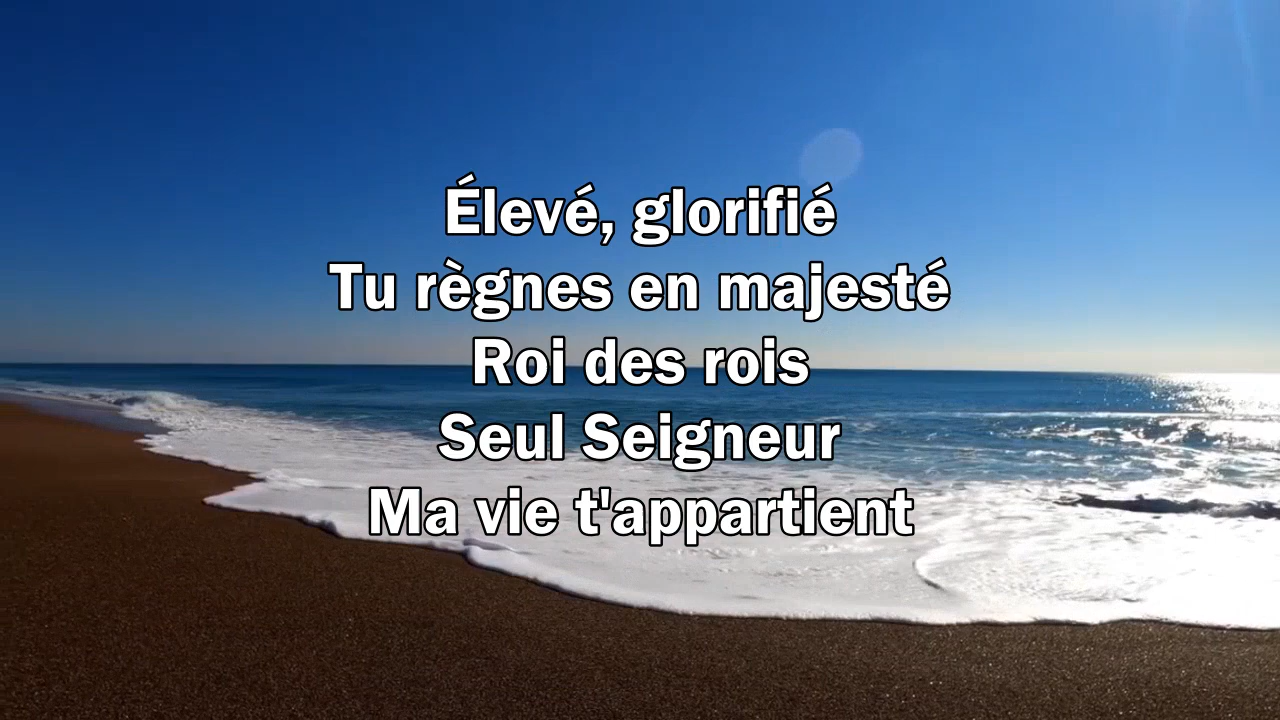 Élevé, glorifié
Tu règnes en majesté
Roi des rois
Seul Seigneur
Ma vie t'appartient